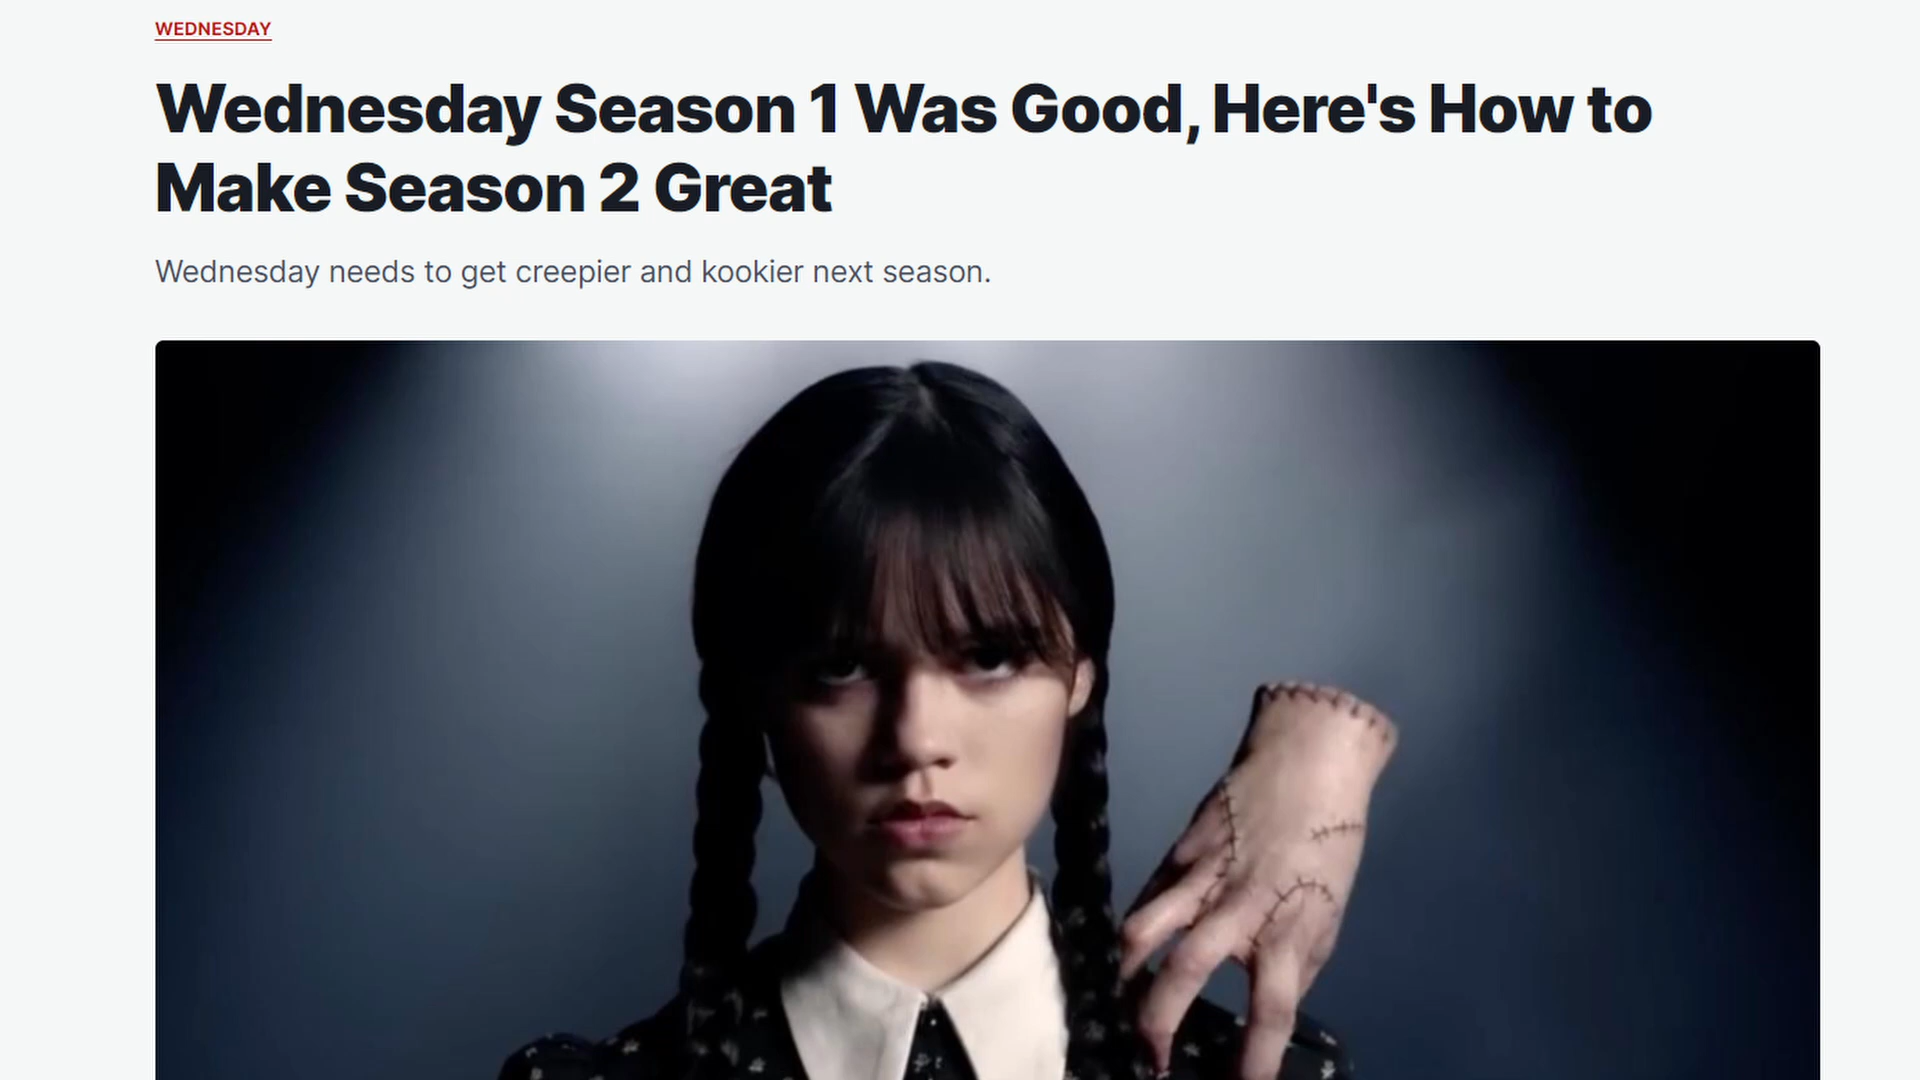 WEDNESDAY
Wednesday Season 1 Was Good, Here's How to
Make Season 2 Great
Wednesday needs to get creepier and kookier next season.